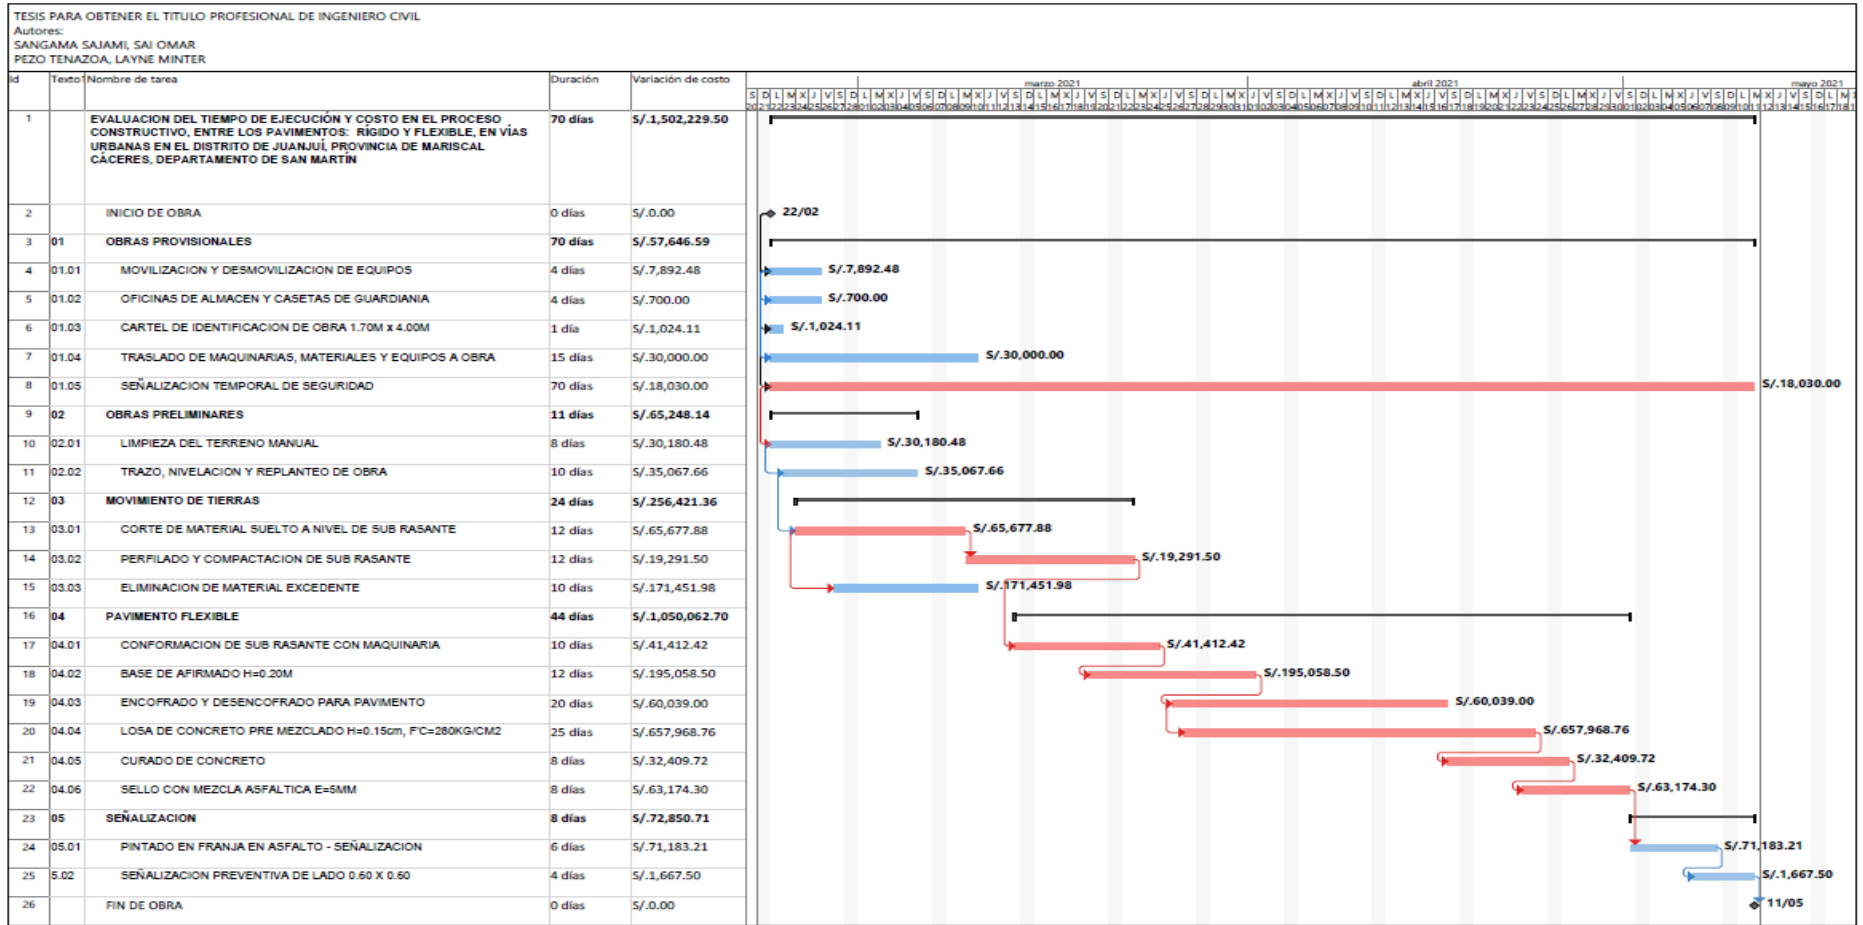 TESIS PARA OBTENER EL TITULO PROFESIONAL DE INGENIERO CIVIL
Autores:
SANGAMA SAJAMI, SAI OMAR
PEZO TENAZOA, LAYNE MINTER
Id Texto1 Nombre de tarea Duración Variación de costo
marzo 2021 abril 2021 mayo 2021
1 EVALUACION DEL TIEMPO DE EJECUCIÓN Y COSTO EN EL PROCESO 70 días S/.1,502,229.50
CONSTRUCTIVO, ENTRE LOS PAVIMENTOS: RÍGIDO Y FLEXIBLE, EN VÍAS
URBANAS EN EL DISTRITO DE JUANJUÍ, PROVINCIA DE MARISCAL
CÁCERES, DEPARTAMENTO DE SAN MARTÍN
2 INICIO DE OBRA 0 días S/.0.00 22/02
3 01 OBRAS PROVISIONALES 70 días S/.57,646.59
4 01.01 MOVILIZACION Y DESMOVILIZACION DE EQUIPOS 4 días S/.7,892.48 S/.7,892.48
5 01.02 OFICINAS DE ALMACEN Y CASETAS DE GUARDIANIA 4 días S/.700.00 S/.700.00
6 01.03 CARTEL DE IDENTIFICACION DE OBRA 1.70M x 4.00M 1 día S/.1,024.11 S/.1,024.11
7 01.04 TRASLADO DE MAQUINARIAS, MATERIALES Y EQUIPOS A OBRA 15 días S/.30,000.00 S/.30,000.00
8 01.05 SEÑALIZACION TEMPORAL DE SEGURIDAD 70 días S/.18,030.00 S/.18,030.00
9 02 OBRAS PRELIMINARES 11 días S/.65,248.14
10 02.01 LIMPIEZA DEL TERRENO MANUAL 8 días S/.30,180.48 S/.30,180.48
11 02.02 TRAZO, NIVELACION Y REPLANTEO DE OBRA 10 días S/.35,067.66 S/.35,067.66
12 03 MOVIMIENTO DE TIERRAS 24 días S/.256,421.36
13 03.01 CORTE DE MATERIAL SUELTO A NIVEL DE SUB RASANTE 12 días S/.65,677.88 S/.65,677.88
14 03.02 PERFILADO Y COMPACTACION DE SUB RASANTE 12 días S/.19,291.50 S/.19,291.50
15 03.03 ELIMINACION DE MATERIAL EXCEDENTE 10 días S/.171,451.98 S/.171,451.98
16 04 PAVIMENTO FLEXIBLE 44 días S/.1,050,062.70
17 04.01 CONFORMACION DE SUB RASANTE CON MAQUINARIA 10 días S/.41,412.42 S/.41,412.42
18 04.02 BASE DE AFIRMADO H=0.20M 12 días S/.195,058.50 S/.195,058.50
19 04.03 ENCOFRADO Y DESENCOFRADO PARA PAVIMENTO 20 días S/.60,039.00 S/.60,039.00
20 04.04 LOSA DE CONCRETO PRE MEZCLADO H=0.15cm, F'C=280KG/CM2 25 días S/.657,968.76 S/.657,968.76
21 04.05 CURADO DE CONCRETO 8 días S/.32,409.72 S/.32,409.72
22 04.06 SELLO CON MEZCLA ASFALTICA E=5MM 8 días S/.63,174.30 S/.63,174.30
23 05 SEÑALIZACION 8 días S/.72,850.71
24 05.01 PINTADO EN FRANJA EN ASFALTO - SEÑALIZACION 6 días S/.71,183.21 S/.71,183.21
25 5.02 SEÑALIZACION PREVENTIVA DE LADO 0.60 X 0.60 4 días S/.1,667.50 S/.1,667.50
26 FIN DE OBRA 0 días S/.0.00 11/05